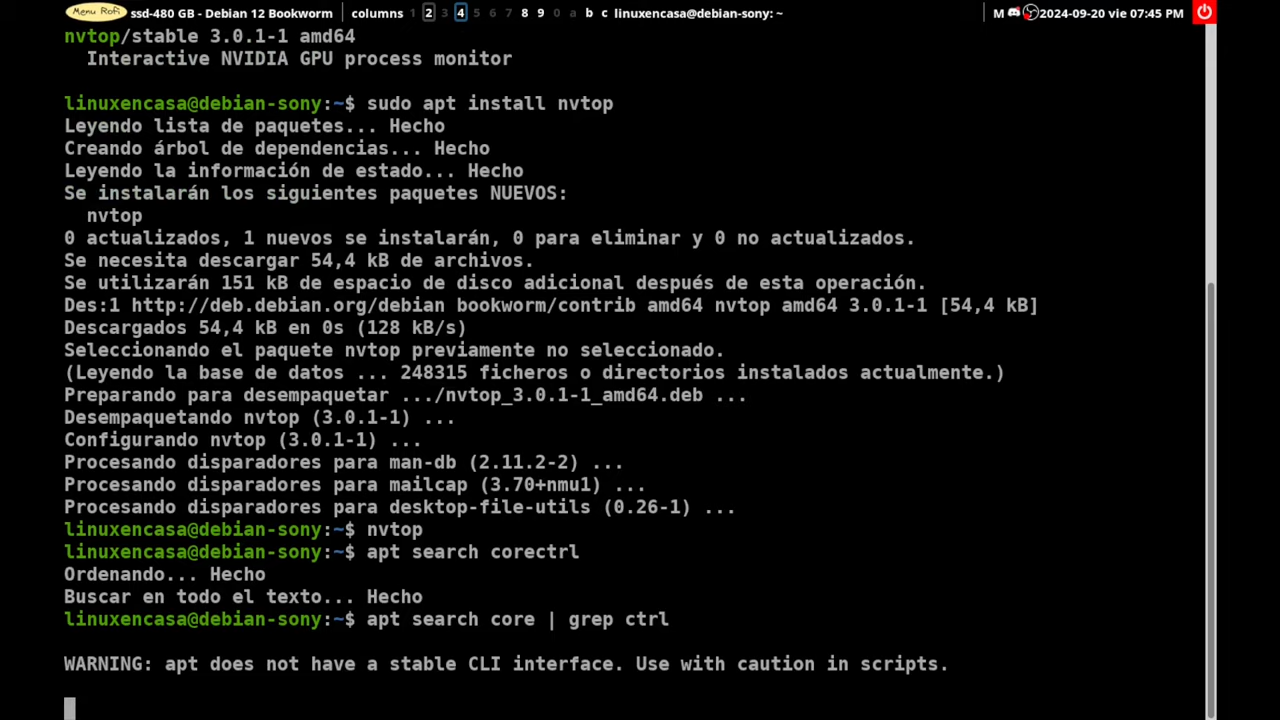 Menu Rofi ssd-480 GB - Debian 12 Bookworm columns 1 2 3 4 5 6 7 8 9 0 a b c linuxencasa@debian-sony: ~ M 2024-09-20 vie 07:45 PM
nvtop/stable 3.0.1-1 amd64
  Interactive NVIDIA GPU process monitor
linuxencasa@debian-sony:~$ sudo apt install nvtop
Leyendo lista de paquetes... Hecho
Creando árbol de dependencias... Hecho
Leyendo la información de estado... Hecho
Se instalarán los siguientes paquetes NUEVOS:
  nvtop
0 actualizados, 1 nuevos se instalarán, 0 para eliminar y 0 no actualizados.
Se necesita descargar 54,4 kB de archivos.
Se utilizarán 151 kB de espacio de disco adicional después de esta operación.
Des:1 http://deb.debian.org/debian bookworm/contrib amd64 nvtop amd64 3.0.1-1 [54,4 kB]
Descargados 54,4 kB en 0s (128 kB/s)
Seleccionando el paquete nvtop previamente no seleccionado.
(Leyendo la base de datos ... 248315 ficheros o directorios instalados actualmente.)
Preparando para desempaquetar .../nvtop_3.0.1-1_amd64.deb ...
Desempaquetando nvtop (3.0.1-1) ...
Configurando nvtop (3.0.1-1) ...
Procesando disparadores para man-db (2.11.2-2) ...
Procesando disparadores para mailcap (3.70+nmu1) ...
Procesando disparadores para desktop-file-utils (0.26-1) ...
linuxencasa@debian-sony:~$ nvtop
linuxencasa@debian-sony:~$ apt search corectrl
Ordenando... Hecho
Buscar en todo el texto... Hecho
linuxencasa@debian-sony:~$ apt search core | grep ctrl
WARNING: apt does not have a stable CLI interface. Use with caution in scripts.